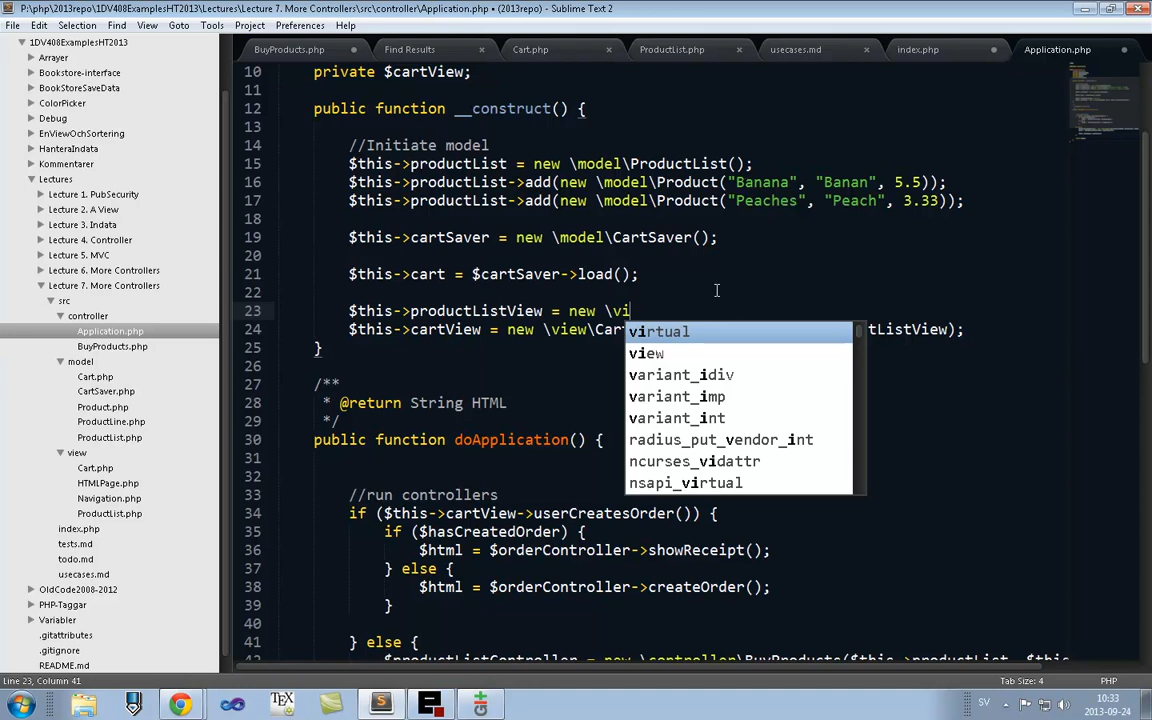 P:\php\2013repo\1DV408ExamplesHT2013\Lectures\Lecture 7. More Controllers\src\controller\Application.php • (2013repo) - Sublime Text 2
File Edit Selection Find View Goto Tools Project Preferences Help
1DV408ExamplesHT2013
Arrayer
Bookstore-interface
BookStoreSaveData
ColorPicker
Debug
EnViewOchSortering
HanteraIndata
Kommentarer
Lectures
Lecture 1. PubSecurity
Lecture 2. A View
Lecture 3. Indata
Lecture 4. Controller
Lecture 5. MVC
Lecture 6. More Controllers
Lecture 7. More Controllers
src
controller
Application.php
BuyProducts.php
model
Cart.php
CartSaver.php
Product.php
ProductLine.php
ProductList.php
view
Cart.php
HTMLPage.php
Navigation.php
ProductList.php
index.php
tests.md
todo.md
usecases.md
OldCode2008-2012
PHP-Taggar
Variabler
.gitattributes
.gitignore
README.md
BuyProducts.php Find Results Cart.php ProductList.php usecases.md index.php Application.php
10 private $cartView;
11
12 public function __construct() {
13
14 //Initiate model
15 $this->productList = new \model\ProductList();
16 $this->productList->add(new \model\Product("Banana", "Banan", 5.5));
17 $this->productList->add(new \model\Product("Peaches", "Peach", 3.33));
18
19 $this->cartSaver = new \model\CartSaver();
20
21 $this->cart = $cartSaver->load();
22
23 $this->productListView = new \vi
24 $this->cartView = new \view\Car tListView);
25 }
26
27 /**
28 * @return String HTML
29 */
30 public function doApplication() {
31
32
33 //run controllers
34 if ($this->cartView->userCreatesOrder()) {
35 if ($hasCreatedOrder) {
36 $html = $orderController->showReceipt();
37 } else {
38 $html = $orderController->createOrder();
39 }
40
41 } else {
42 $productListController = new \controller\BuyProducts($this->productList, $this
virtual
view
variant_idiv
variant_imp
variant_int
radius_put_vendor_int
ncurses_vidattr
nsapi_virtual
Line 23, Column 41 Tab Size: 4 PHP
SV 10:33
2013-09-24